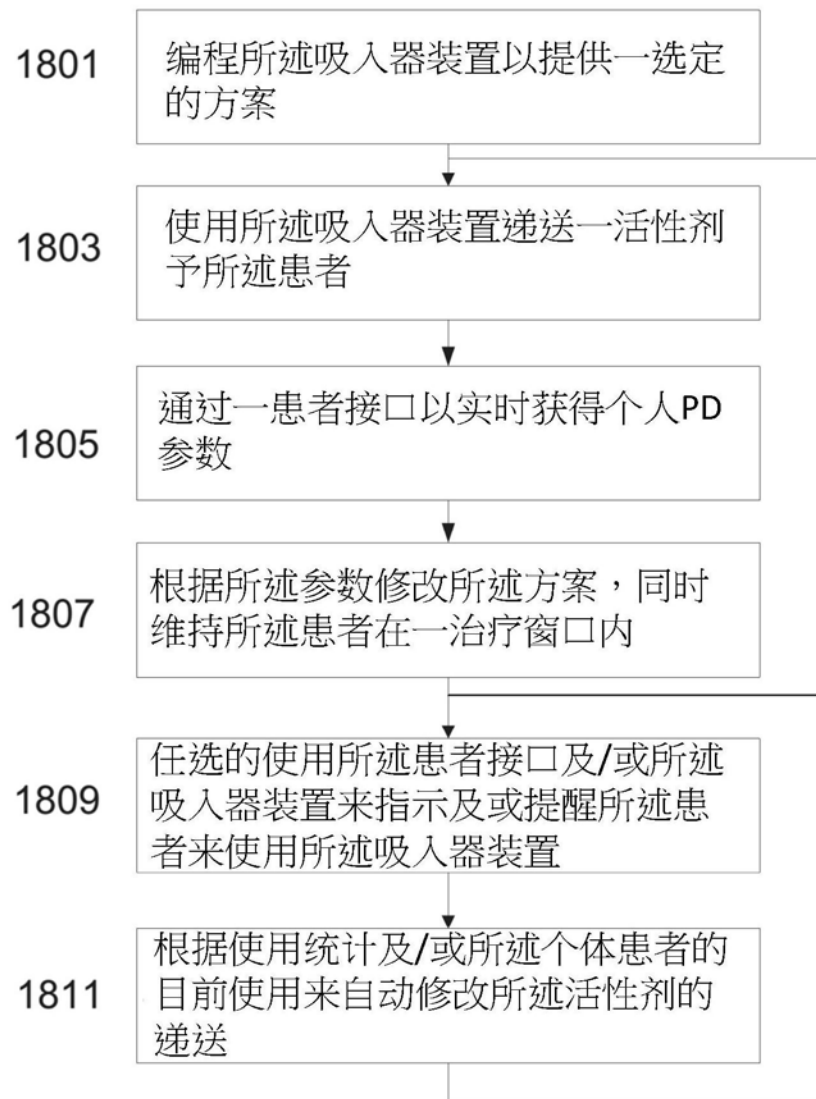 1801
编程所述吸入器装置以提供一选定
的方案
1803
使用所述吸入器装置递送一活性剂
予所述患者
1805
通过一患者接口以实时获得个人PD
参数
1807
根据所述参数修改所述方案，同时
维持所述患者在一治疗窗口内
1809
任选的使用所述患者接口及/或所述
吸入器装置来指示及或提醒所述患
者来使用所述吸入器装置
1811
根据使用统计及/或所述个体患者的
目前使用来自动修改所述活性剂的
递送